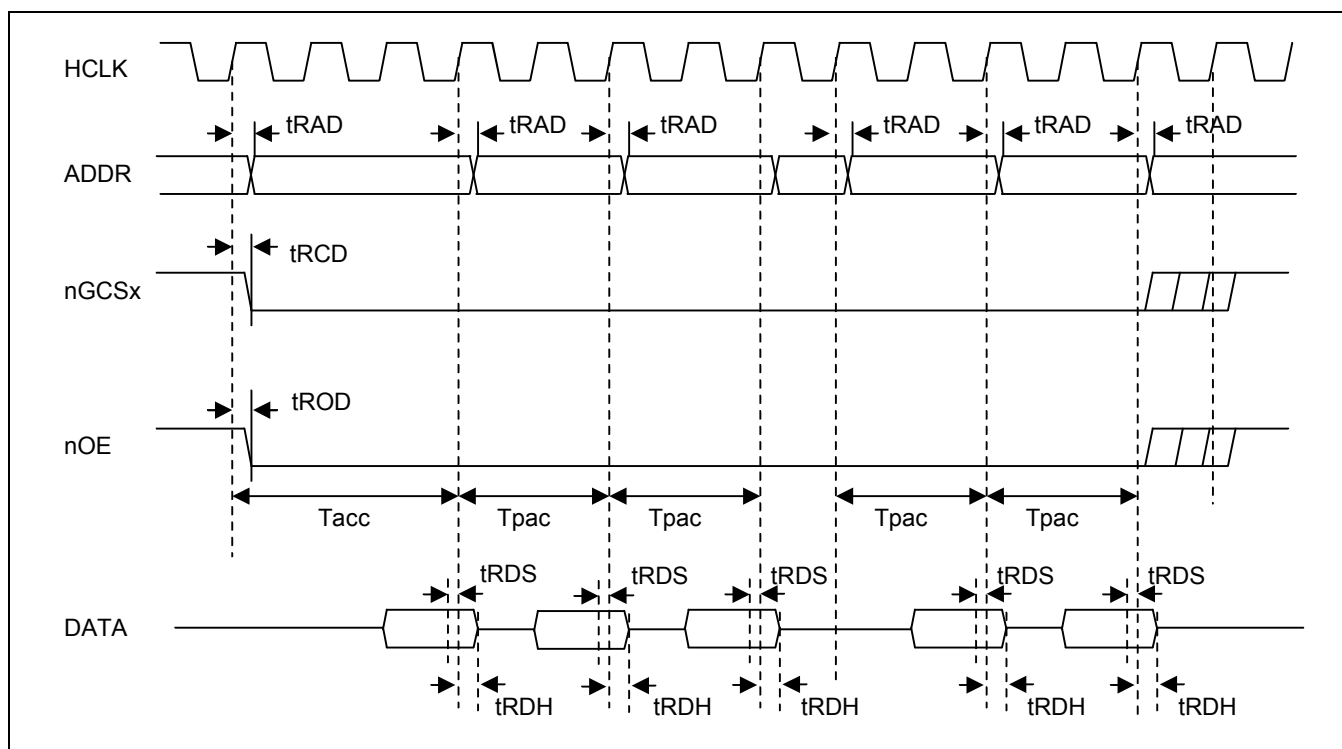 HCLK
tRAD tRAD tRAD tRAD tRAD tRAD
ADDR
tRCD
nGCSx
tROD
nOE
Tacc Tpac Tpac Tpac Tpac
tRDS tRDS tRDS tRDS tRDS
DATA
tRDH tRDH tRDH tRDH tRDH